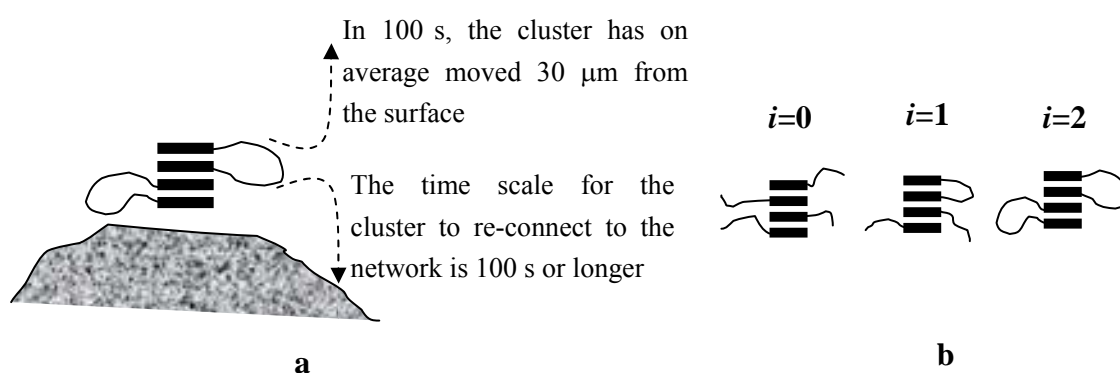 In 100 s, the cluster has on
average moved 30 μm from
the surface
The time scale for the
cluster to re-connect to the
network is 100 s or longer
a
i=0
i=1
i=2
b